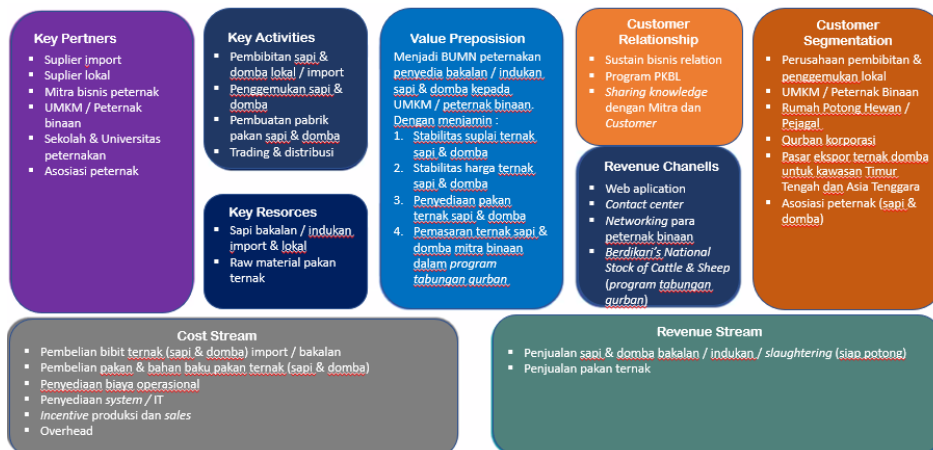 Key Pertners
▪ Suplier import
▪ Suplier lokal
▪ Mitra bisnis peternak
▪ UMKM / Peternak
binaan
▪ Sekolah & Universitas
peternakan
▪ Asosiasi peternak
Key Activities
▪ Pembibitan sapi &
domba lokal / import
▪ Penggemukan sapi &
domba
▪ Pembuatan pabrik
pakan sapi & domba
▪ Trading & distribusi
Key Resorces
▪ Sapi bakalan / indukan
import & lokal
▪ Raw material pakan
ternak
Value Preposision
Menjadi BUMN peternakan
penyedia bakalan / indukan
sapi & domba kepada
UMKM / peternak binaan.
Dengan menjamin :
1. Stabilitas suplai ternak
sapi & domba
2. Stabilitas harga ternak
sapi & domba
3. Penyediaan pakan
ternak sapi & domba
4. Pemasaran ternak sapi &
domba mitra binaan
dalam program
tabungan qurban
Customer
Relationship
▪ Sustain bisnis relation
▪ Program PKBL
▪ Sharing knowledge
dengan Mitra dan
Customer
Revenue Chanells
▪ Web aplication
▪ Contact center
▪ Networking para
peternak binaan
▪ Berdikari's National
Stock of Cattle & Sheep
(program tabungan
qurban)
Customer
Segmentation
▪ Perusahaan pembibitan &
penggemukan lokal
▪ UMKM / Peternak Binaan
▪ Rumah Potong Hewan /
Pejagal
▪ Qurban korporasi
▪ Pasar ekspor ternak domba
untuk kawasan Timur
Tengah dan Asia Tenggara
▪ Asosiasi peternak (sapi &
domba)
Cost Stream
▪ Pembelian bibit ternak (sapi & domba) import / bakalan
▪ Pembelian pakan & bahan baku pakan ternak (sapi & domba)
▪ Penyediaan biaya operasional
▪ Penyediaan system / IT
▪ Incentive produksi dan sales
▪ Overhead
Revenue Stream
▪ Penjualan sapi & domba bakalan / indukan / slaughtering (siap potong)
▪ Penjualan pakan ternak